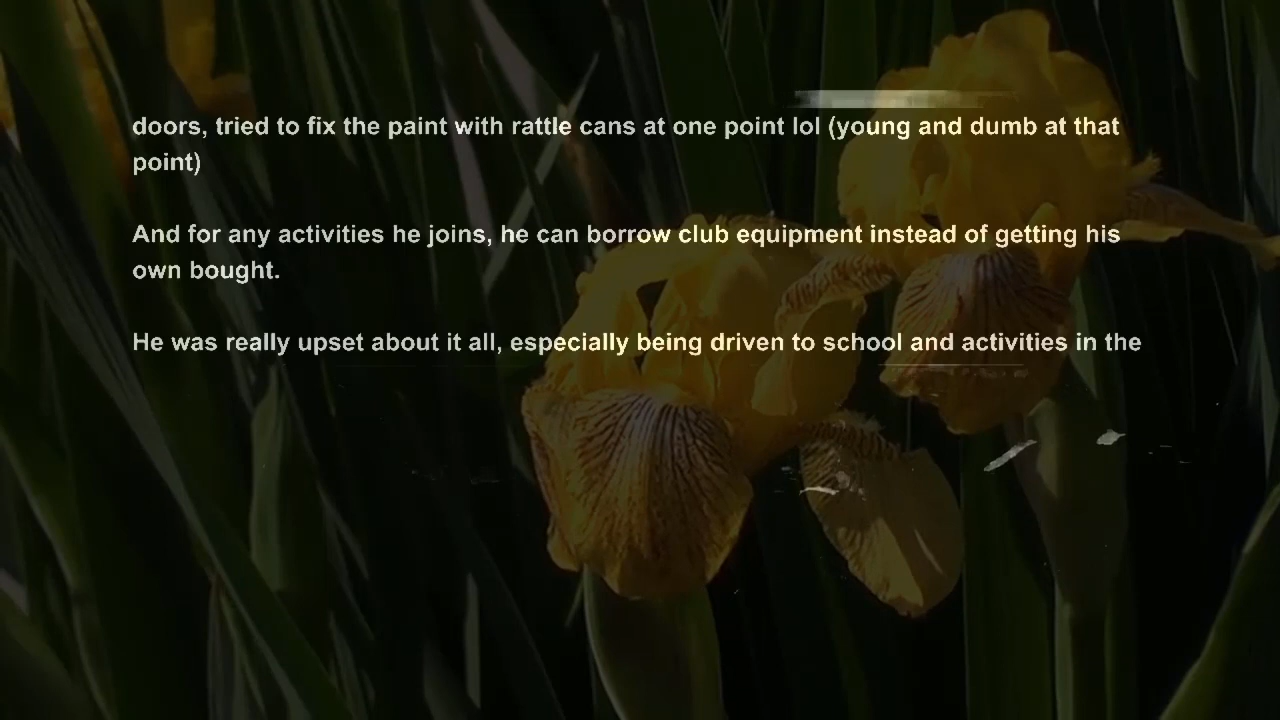 doors, tried to fix the paint with rattle cans at one point lol (young and dumb at that
point)
And for any activities he joins, he can borrow club equipment instead of getting his
own bought.
He was really upset about it all, especially being driven to school and activities in the